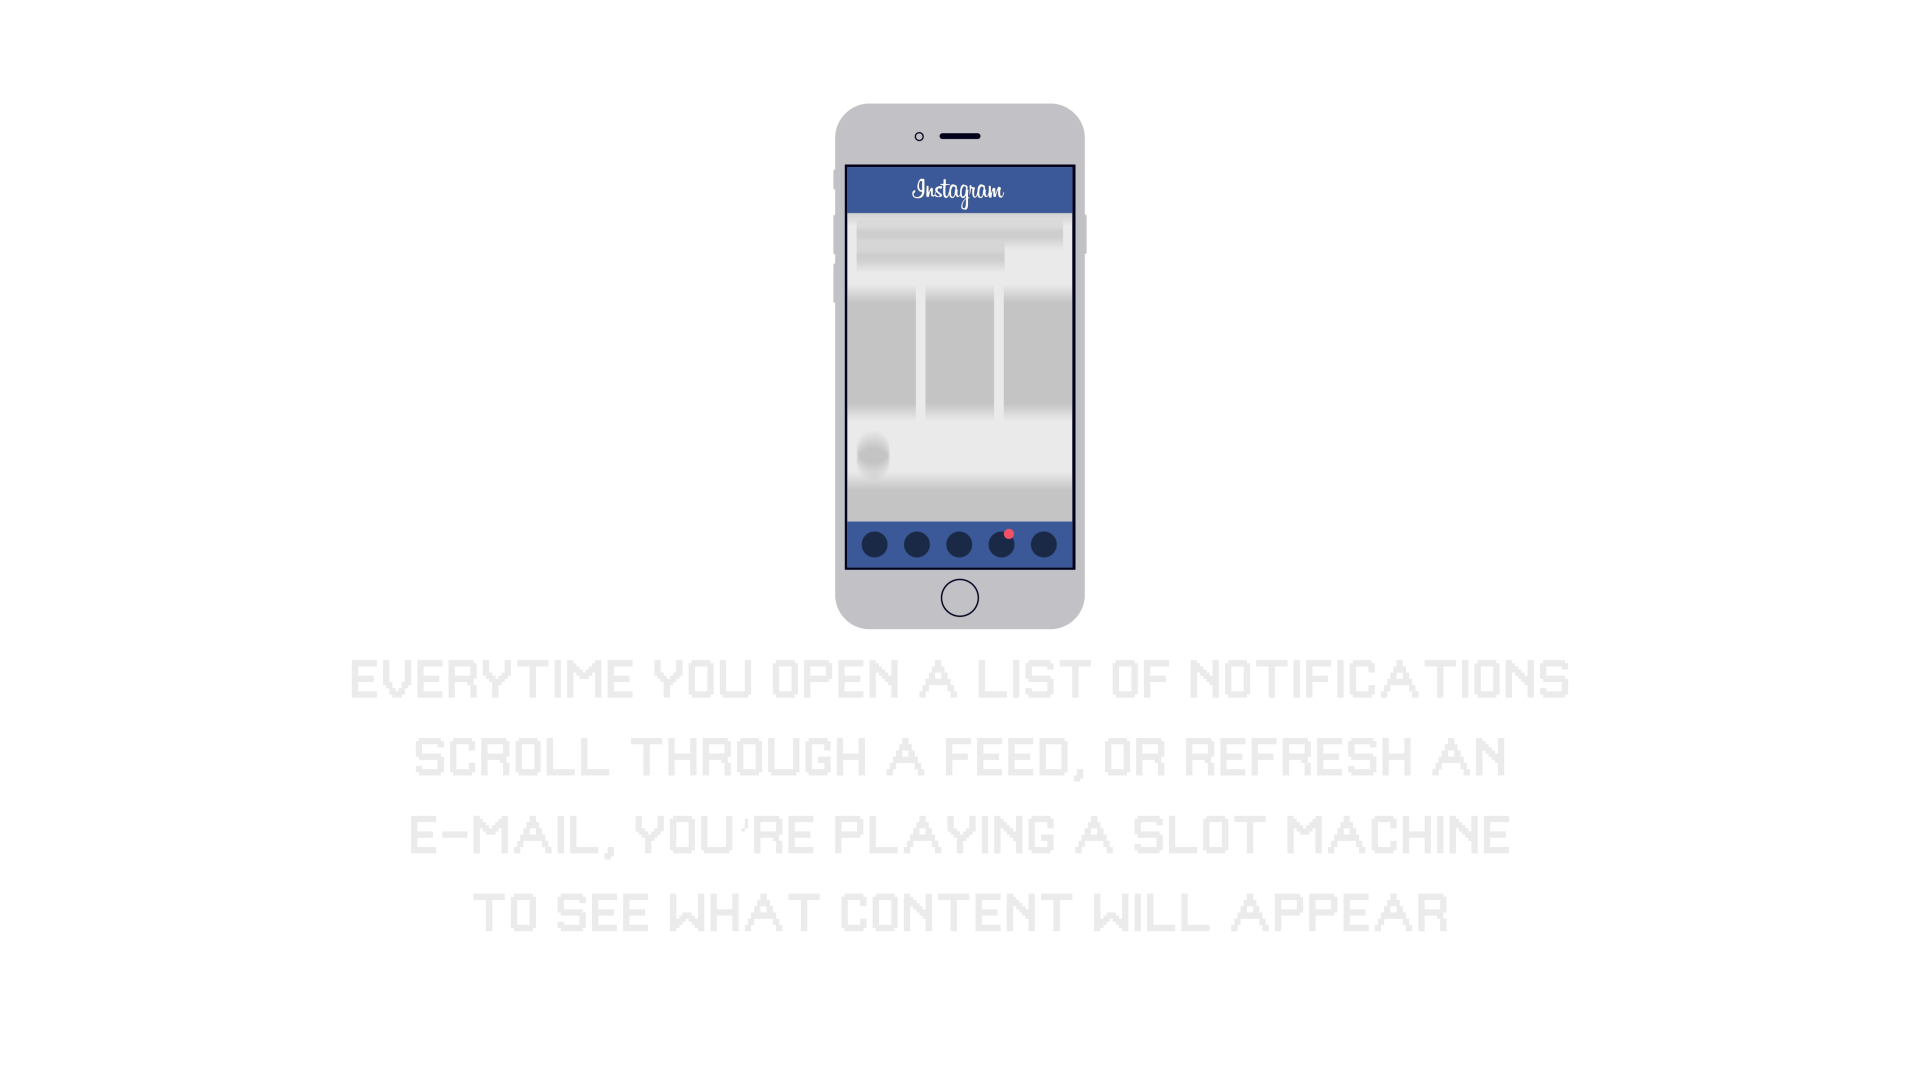 Instagram
EVERYTIME YOU OPEN A LIST OF NOTIFICATIONS
SCROLL THROUGH A FEED, OR REFRESH AN
E-MAIL, YOU'RE PLAYING A SLOT MACHINE
TO SEE WHAT CONTENT WILL APPEAR